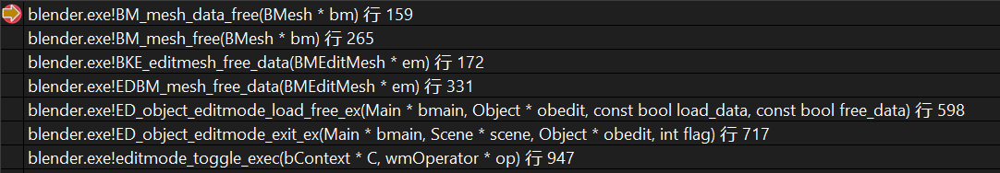 blender.exe!BM_mesh_data_free(BMesh * bm) 行 159
blender.exe!BM_mesh_free(BMesh * bm) 行 265
blender.exe!BKE_editmesh_free_data(BMEditMesh * em) 行 172
blender.exe!EDBM_mesh_free_data(BMEditMesh * em) 行 331
blender.exe!ED_object_editmode_load_free_ex(Main * bmain, Object * obedit, const bool load_data, const bool free_data) 行 598
blender.exe!ED_object_editmode_exit_ex(Main * bmain, Scene * scene, Object * obedit, int flag) 行 717
blender.exe!editmode_toggle_exec(bContext * C, wmOperator * op) 行 947